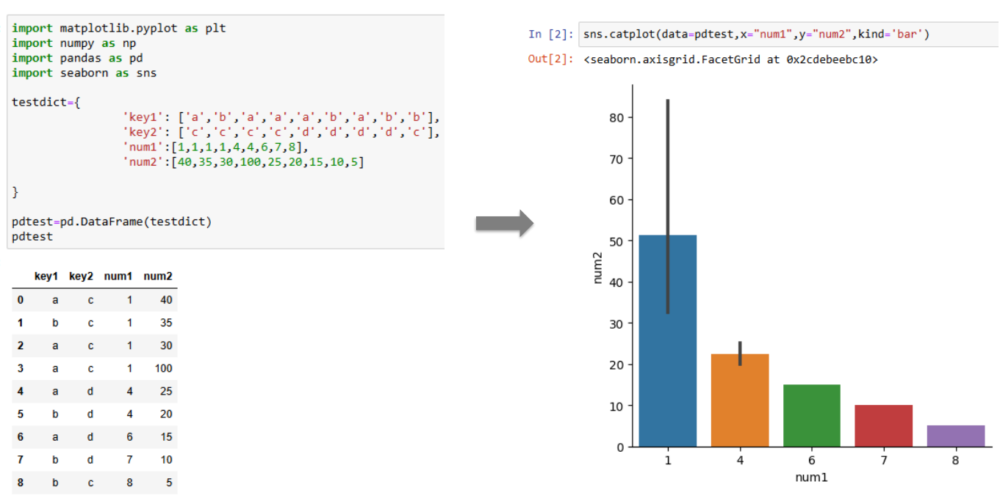 import matplotlib.pyplot as plt
import numpy as np
import pandas as pd
import seaborn as sns
testdict={
'key1': ['a','b','a','a','a','b','a','b','b'],
'key2': ['c','c','c','c','d','d','d','d','c'],
'num1':[1,1,1,1,4,4,6,7,8],
'num2':[40,35,30,100,25,20,15,10,5]
}
pdtest=pd.DataFrame(testdict)
pdtest
key1 key2 num1 num2
0 a c 1 40
1 b c 1 35
2 a c 1 30
3 a c 1 100
4 a d 4 25
5 b d 4 20
6 a d 6 15
7 b d 7 10
8 b c 8 5
In [2]: sns.catplot(data=pdtest,x="num1",y="num2",kind='bar')
Out[2]: <seaborn.axisgrid.FacetGrid at 0x2cdebeebc10>
80
70
60
50
40
30
20
10
0
num2
1 4 6 7 8
num1